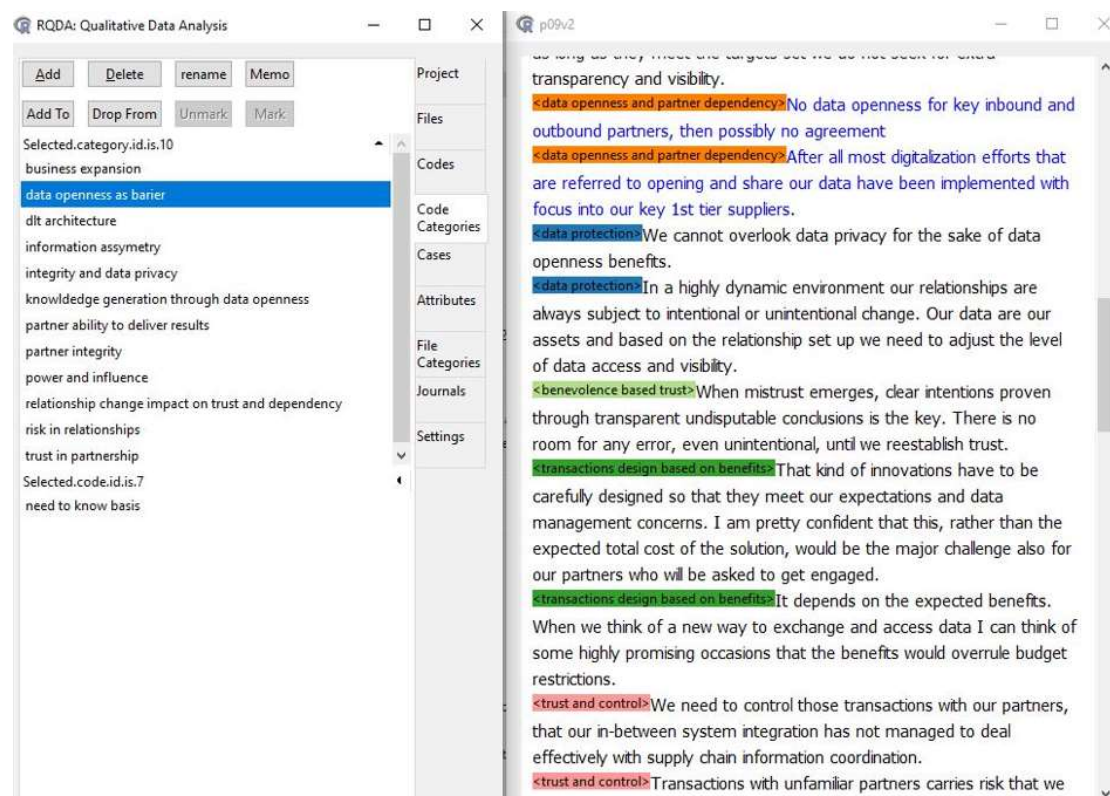 RQDA: Qualitative Data Analysis
Add Delete rename Memo
Add To Drop From Unmark Mark
Selected.category.id.is.10
business expansion
data openness as barier
dlt architecture
information assymetry
integrity and data privacy
knowldedge generation through data openness
partner ability to deliver results
partner integrity
power and influence
relationship change impact on trust and dependency
risk in relationships
trust in partnership
Selected.code.id.is.7
need to know basis
Project
Files
Codes
Code
Categories
Cases
Attributes
File
Categories
Journals
Settings
p09v2
as long as they meet the targets set we do not seek for extra
transparency and visibility.
<data openness and partner dependency>No data openness for key inbound and
outbound partners, then possibly no agreement
<data openness and partner dependency>After all most digitalization efforts that
are referred to opening and share our data have been implemented with
focus into our key 1st tier suppliers.
<data protection>We cannot overlook data privacy for the sake of data
openness benefits.
<data protection>In a highly dynamic environment our relationships are
always subject to intentional or unintentional change. Our data are our
assets and based on the relationship set up we need to adjust the level
of data access and visibility.
<benevolence based trust>When mistrust emerges, clear intentions proven
through transparent undisputable conclusions is the key. There is no
room for any error, even unintentional, until we reestablish trust.
<transactions design based on benefits>That kind of innovations have to be
carefully designed so that they meet our expectations and data
management concerns. I am pretty confident that this, rather than the
expected total cost of the solution, would be the major challenge also for
our partners who will be asked to get engaged.
<transactions design based on benefits>It depends on the expected benefits.
When we think of a new way to exchange and access data I can think of
some highly promising occasions that the benefits would overrule budget
restrictions.
<trust and control>We need to control those transactions with our partners,
that our in-between system integration has not managed to deal
effectively with supply chain information coordination.
<trust and control>Transactions with unfamiliar partners carries risk that we